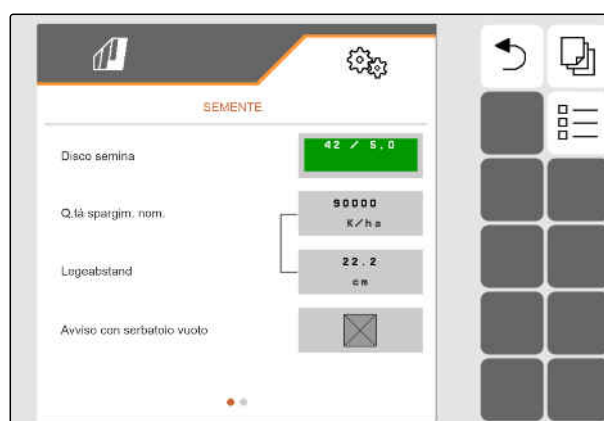 SEMENTE
Disco semina
42 / 5,0
Q.tà spargim. nom.
90000
K/ha
Legeabstand
22.2
cm
Avviso con serbatoio vuoto